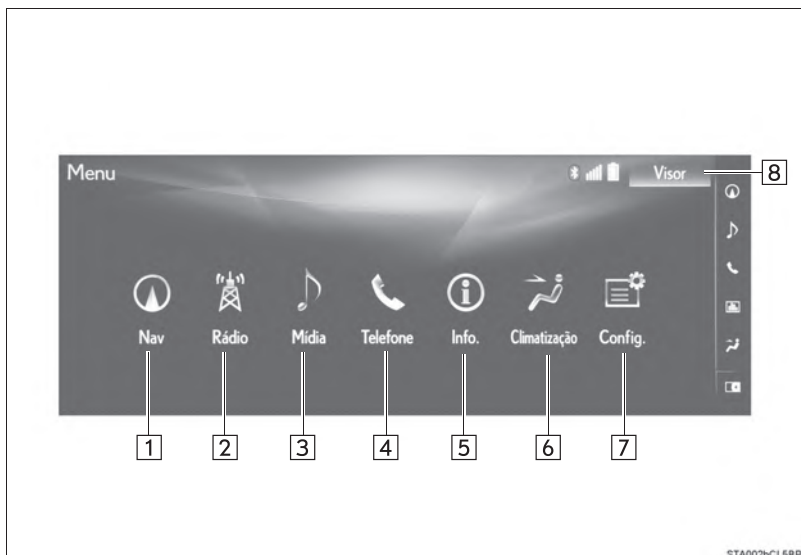 Menu
Visor
8
Nav
Rádio
Mídia
Telefone
Info.
Climatização
Config.
1
2
3
4
5
6
7